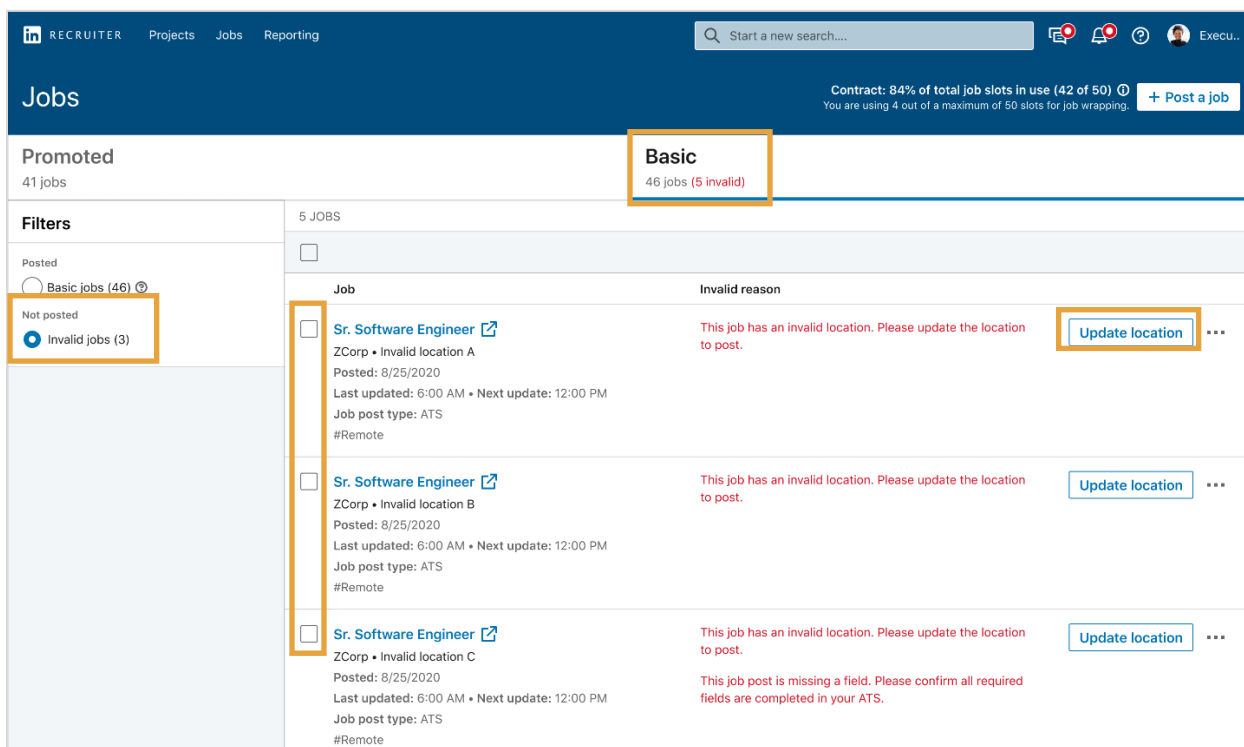 in RECRUITER Projects Jobs Reporting Start a new search.... Execu..
Jobs
Contract: 84% of total job slots in use (42 of 50)
You are using 4 out of a maximum of 50 slots for job wrapping.
+ Post a job
Promoted
41 jobs
Basic
46 jobs (5 invalid)
Filters
Posted
Basic jobs (46)
Not posted
Invalid jobs (3)
5 JOBS
Job Invalid reason
Sr. Software Engineer
ZCorp • Invalid location A
Posted: 8/25/2020
Last updated: 6:00 AM • Next update: 12:00 PM
Job post type: ATS
#Remote
This job has an invalid location. Please update the location
to post.
Update location
Sr. Software Engineer
ZCorp • Invalid location B
Posted: 8/25/2020
Last updated: 6:00 AM • Next update: 12:00 PM
Job post type: ATS
#Remote
This job has an invalid location. Please update the location
to post.
Update location
Sr. Software Engineer
ZCorp • Invalid location C
Posted: 8/25/2020
Last updated: 6:00 AM • Next update: 12:00 PM
Job post type: ATS
#Remote
This job has an invalid location. Please update the location
to post.
This job post is missing a field. Please confirm all required
fields are completed in your ATS.
Update location